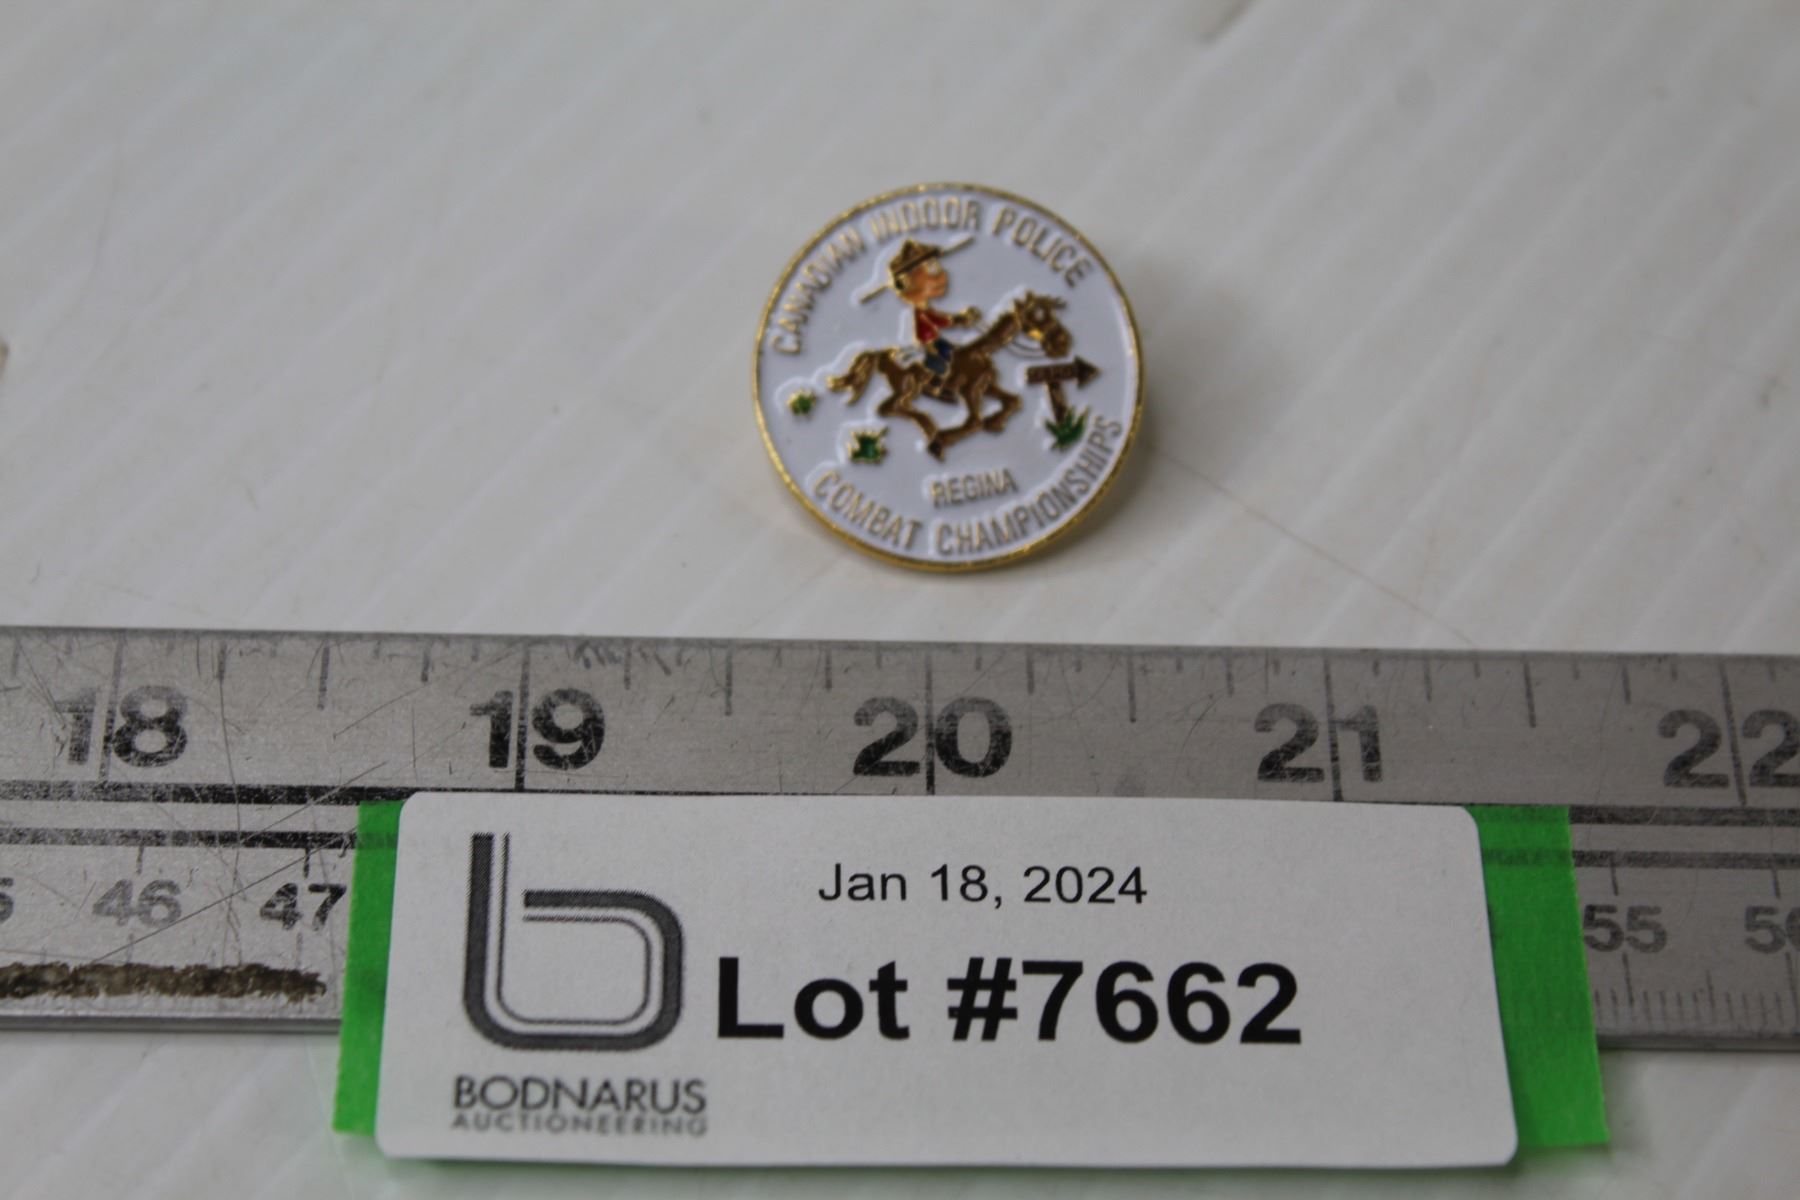 CANADIAN INDOOR POLICE
REGINA
COMBAT CHAMPIONSHIPS
18 19 20 21 22
46 47 55
Jan 18, 2024
Lot #7662
BODNARUS
AUCTIONEERING